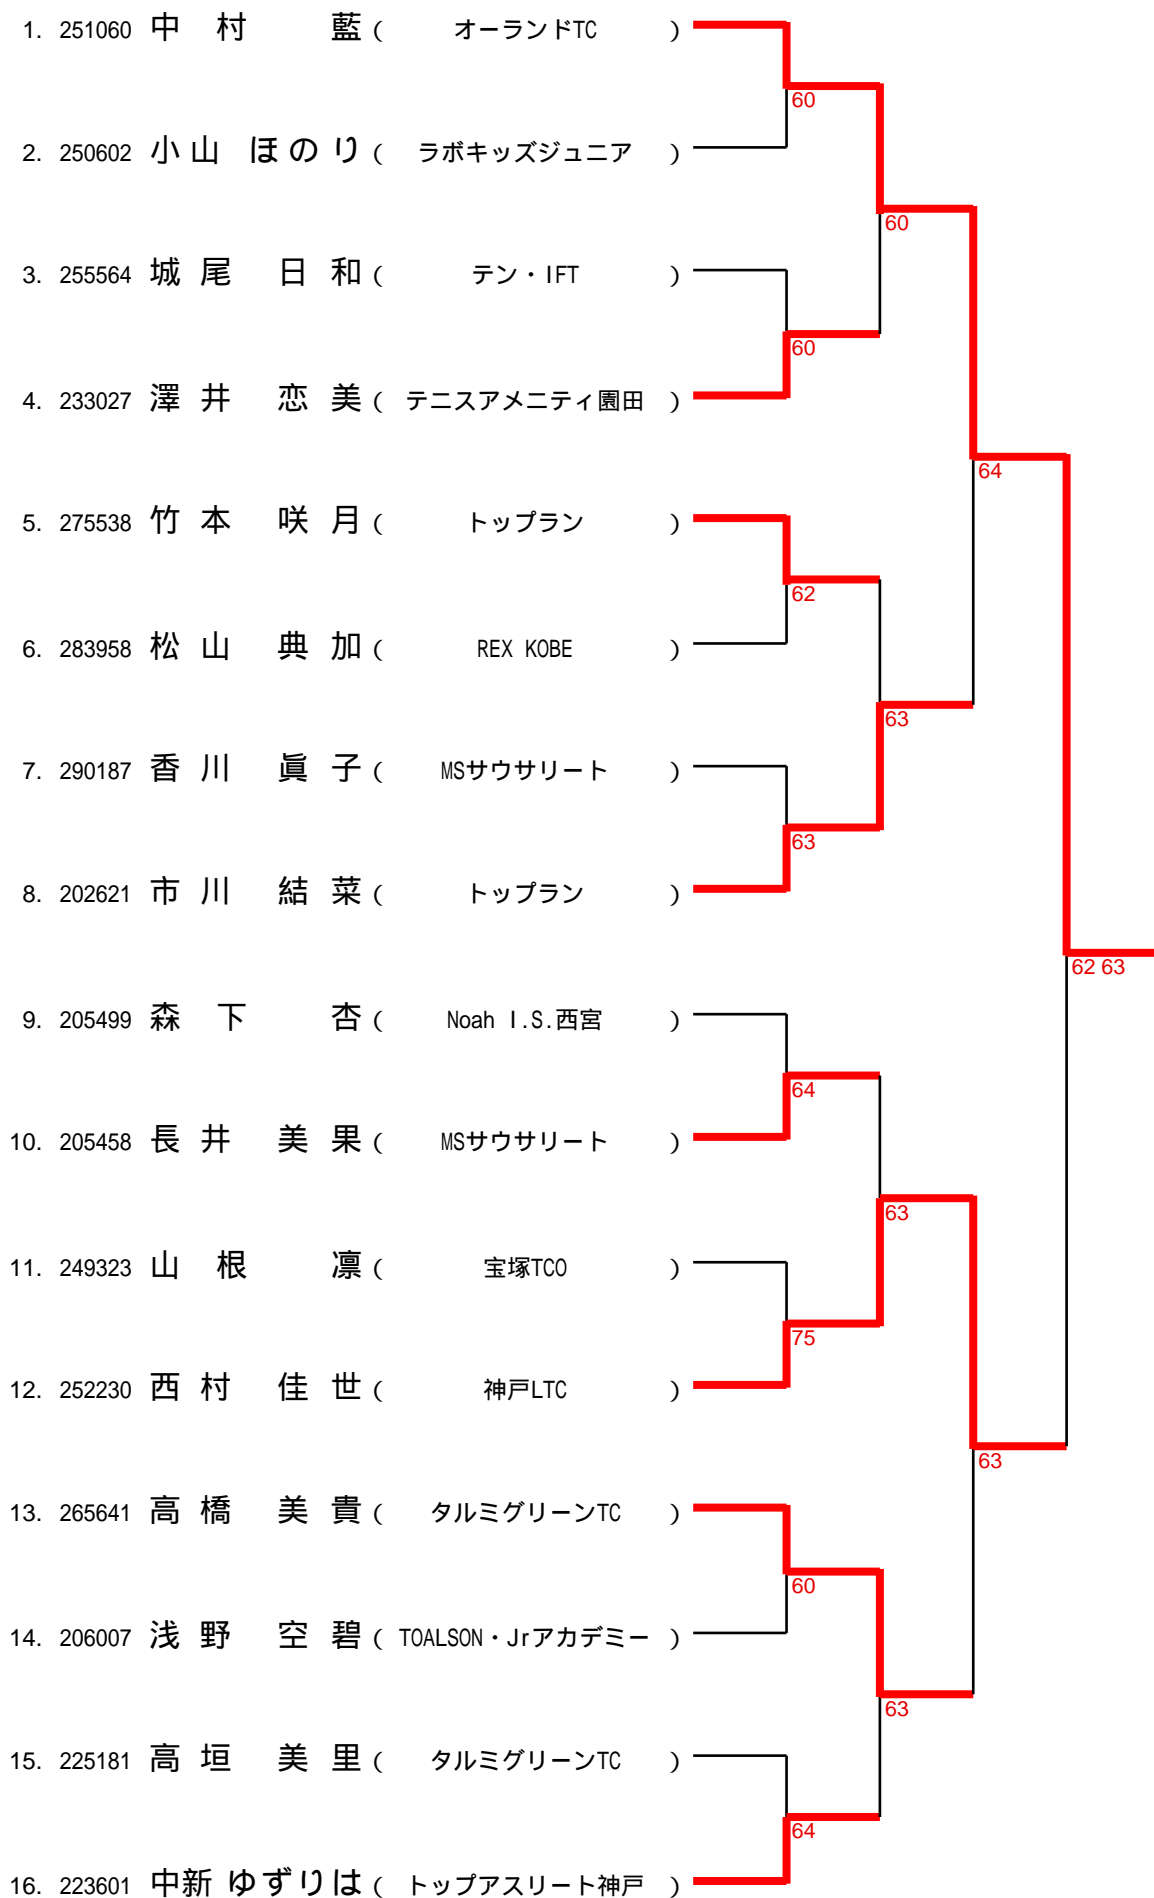 1. 251060 中村 藍 ( オーランドTC )
60
2. 250602 小山 ほのり ( ラボキッズジュニア )
60
3. 255564 城尾 日和 ( テン・IFT )
60
4. 233027 澤井 恋美 ( テニスアメニティ園田 )
64
5. 275538 竹本 咲月 ( トップラン )
62
6. 283958 松山 典加 ( REX KOBE )
63
7. 290187 香川 眞子 ( MSサウサリート )
63
8. 202621 市川 結菜 ( トップラン )
62 63
9. 205499 森下 杏 ( Noah I.S.西宮 )
64
10. 205458 長井 美果 ( MSサウサリート )
63
11. 249323 山根 凛 ( 宝塚TCO )
75
12. 252230 西村 佳世 ( 神戸LTC )
63
13. 265641 高橋 美貴 ( タルミグリーンTC )
60
14. 206007 浅野 空碧 ( TOALSON・Jrアカデミー )
63
15. 225181 高垣 美里 ( タルミグリーンTC )
64
16. 223601 中新 ゆずりは ( トップアスリート神戸 )